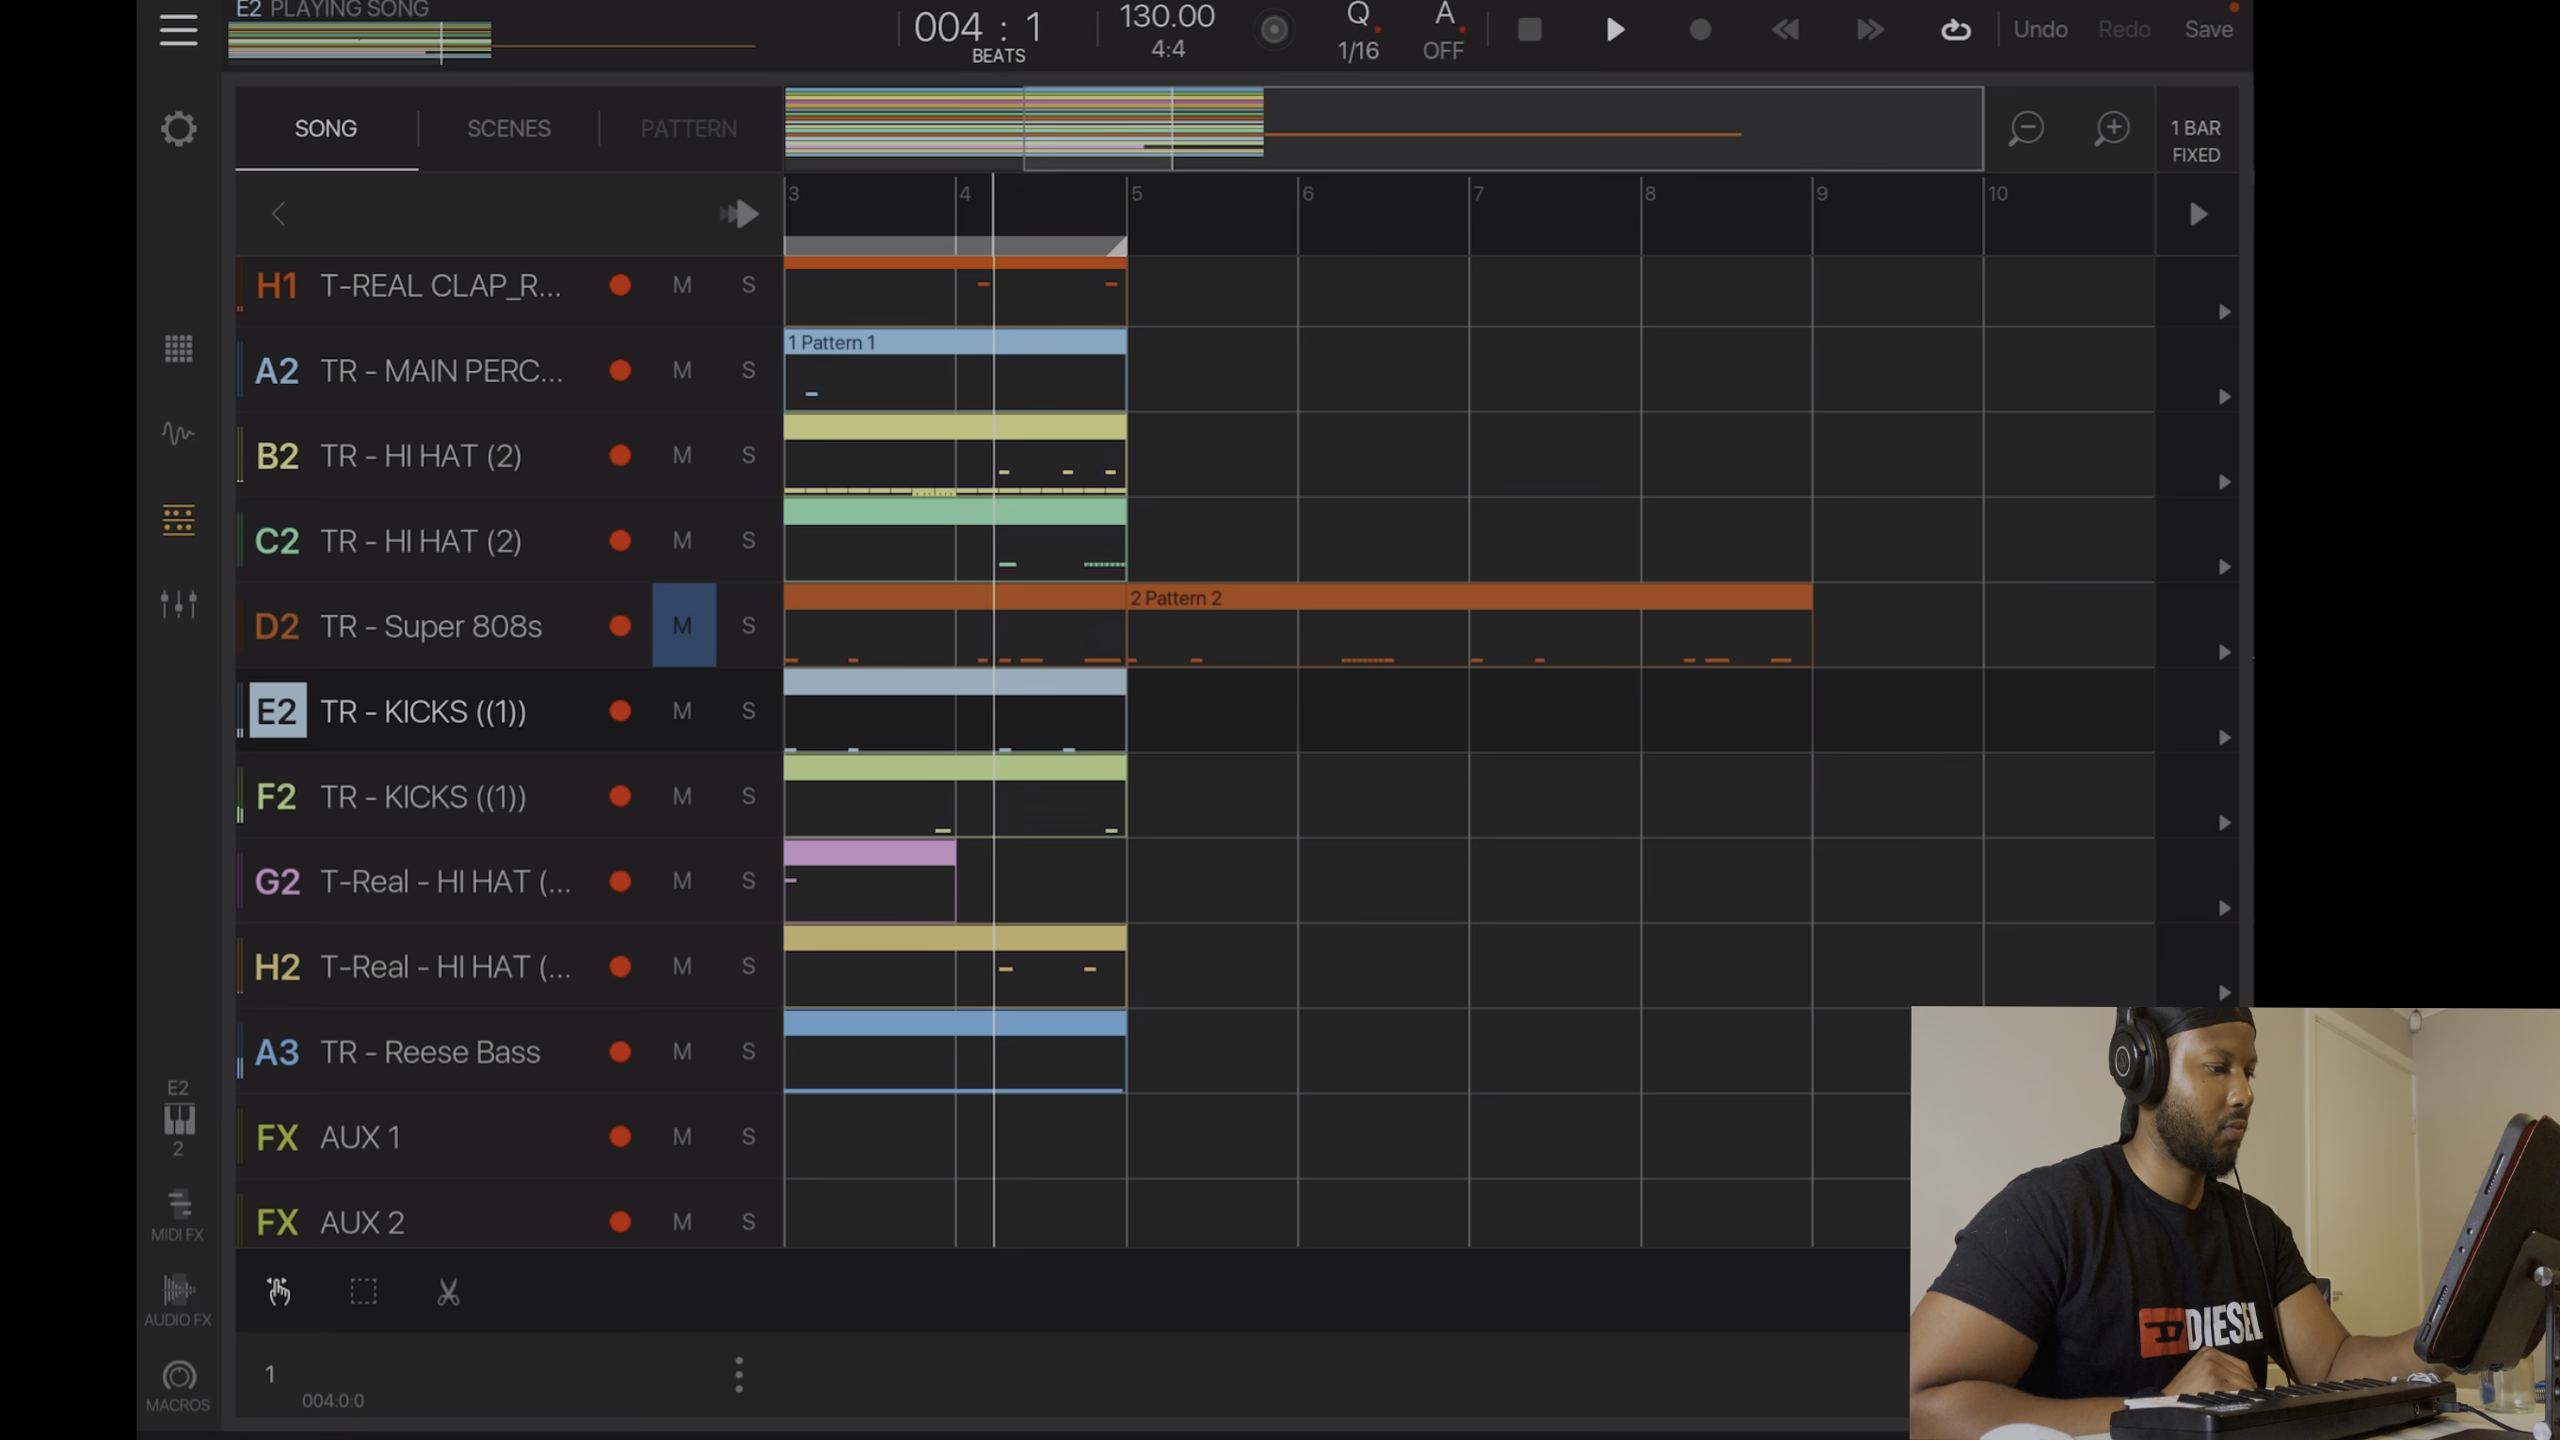 E2 PLAYING SONG
004 : 1
BEATS
130.00
4:4
Q
1/16
A
OFF
Undo
Redo
Save
SONG
SCENES
PATTERN
1 BAR
FIXED
3
4
5
6
7
8
9
10
H1 T-REAL CLAP_R... M S
1 Pattern 1
A2 TR - MAIN PERC... M S
B2 TR - HI HAT (2) M S
C2 TR - HI HAT (2) M S
2 Pattern 2
D2 TR - Super 808s M S
E2 TR - KICKS ((1)) M S
F2 TR - KICKS ((1)) M S
G2 T-Real - HI HAT (... M S
H2 T-Real - HI HAT (... M S
A3 TR - Reese Bass M S
FX AUX 1 M S
FX AUX 2 M S
E2
2
MIDI FX
AUDIO FX
MACROS
1
004:0:0
DIESEL